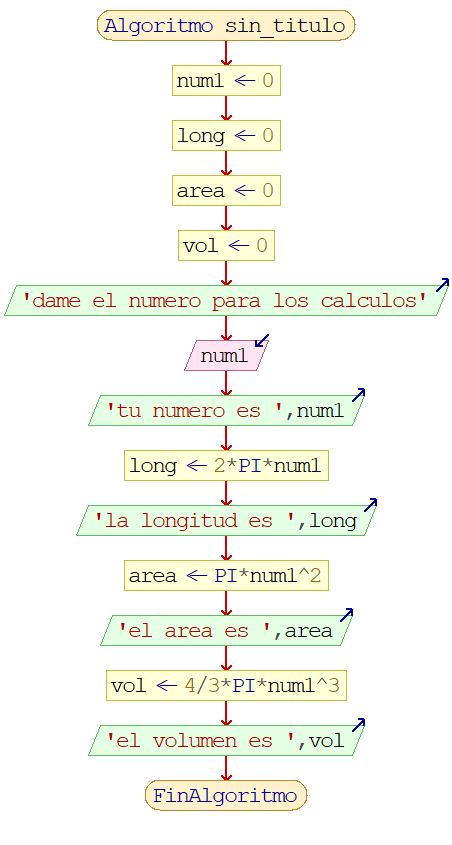 Algoritmo sin_titulo
num1 ← 0
long ← 0
area ← 0
vol ← 0
'dame el numero para los calculos'
num1
'tu numero es ',num1
long ← 2*PI*num1
'la longitud es ',long
area ← PI*num1^2
'el area es ',area
vol ← 4/3*PI*num1^3
'el volumen es ',vol
FinAlgoritmo